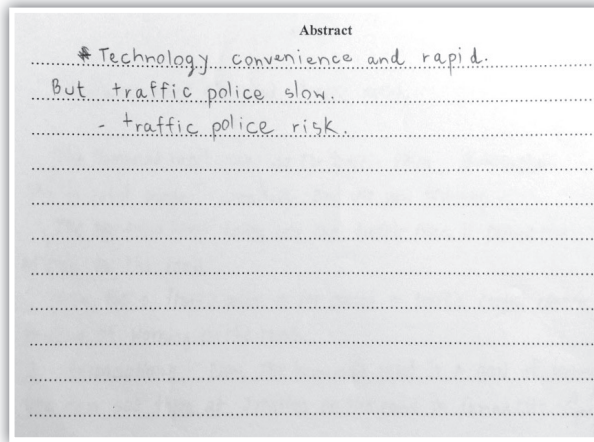 Abstract
* Technology convenience and rapid.
But traffic police slow.
- traffic police risk.